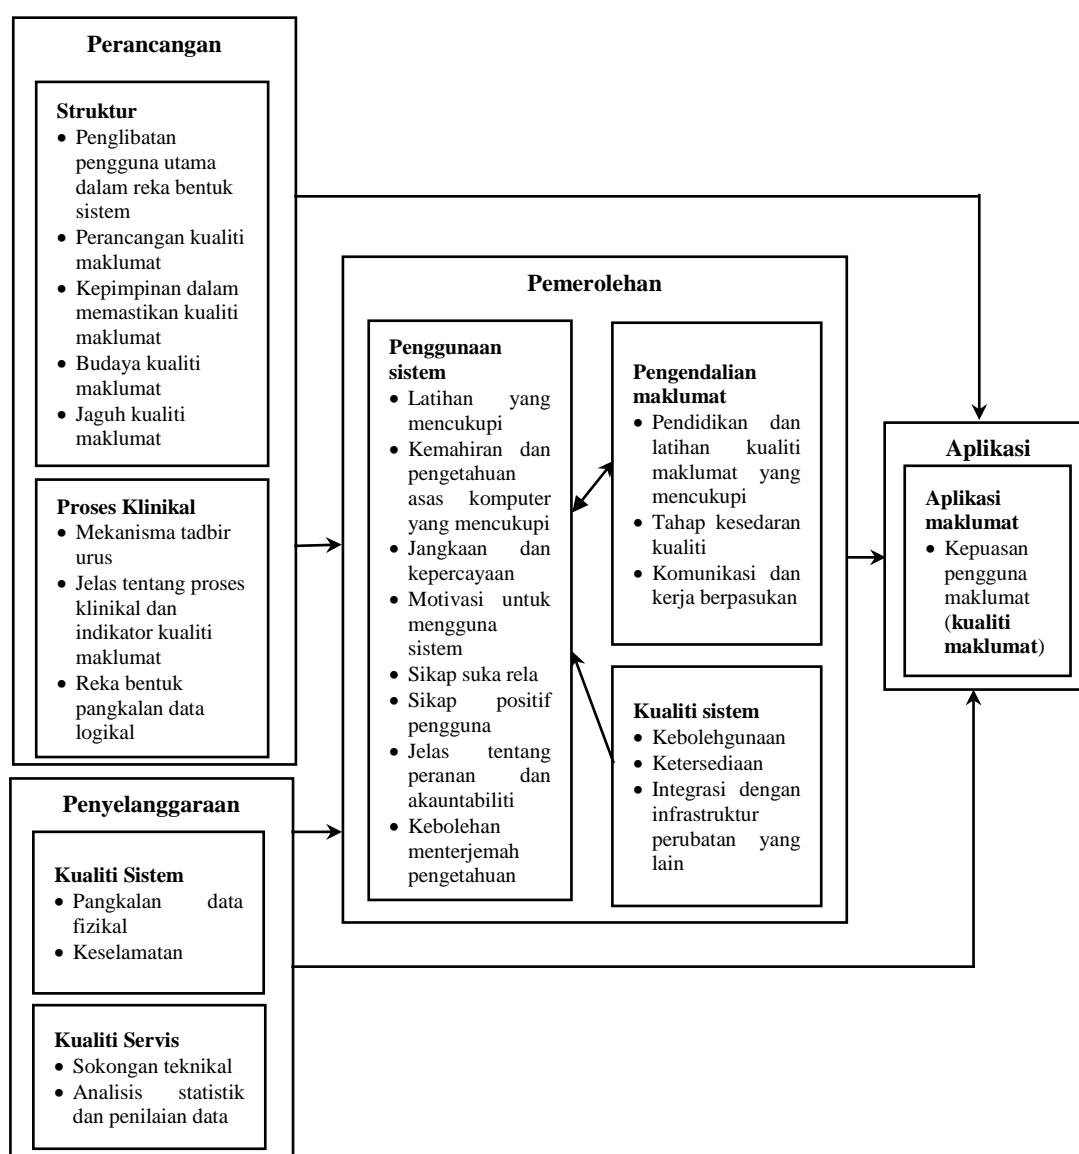 Perancangan
Struktur
• Penglibatan
pengguna utama
dalam reka bentuk
sistem
• Perancangan kualiti
maklumat
• Kepimpinan dalam
memastikan kualiti
maklumat
• Budaya kualiti
maklumat
• Jaguh kualiti
maklumat
Proses Klinikal
• Mekanisma tadbir
urus
• Jelas tentang proses
klinikal dan
indikator kualiti
maklumat
• Reka bentuk
pangkalan data
logikal
Penyelanggaraan
Kualiti Sistem
• Pangkalan data
fizikal
• Keselamatan
Kualiti Servis
• Sokongan teknikal
• Analisis statistik
dan penilaian data
Pemerolehan
Penggunaan
sistem
• Latihan yang
mencukupi
• Kemahiran dan
pengetahuan
asas komputer
yang mencukupi
• Jangkaan dan
kepercayaan
• Motivasi untuk
mengguna
sistem
• Sikap suka rela
• Sikap positif
pengguna
• Jelas tentang
peranan dan
akauntabiliti
• Kebolehan
menterjemah
pengetahuan
Pengendalian
maklumat
• Pendidikan dan
latihan kualiti
maklumat yang
mencukupi
• Tahap kesedaran
kualiti
• Komunikasi dan
kerja berpasukan
Kualiti sistem
• Kebolehgunaan
• Ketersediaan
• Integrasi dengan
infrastruktur
perubatan yang
lain
Aplikasi
Aplikasi
maklumat
• Kepuasan
pengguna
maklumat
(kualiti
maklumat)